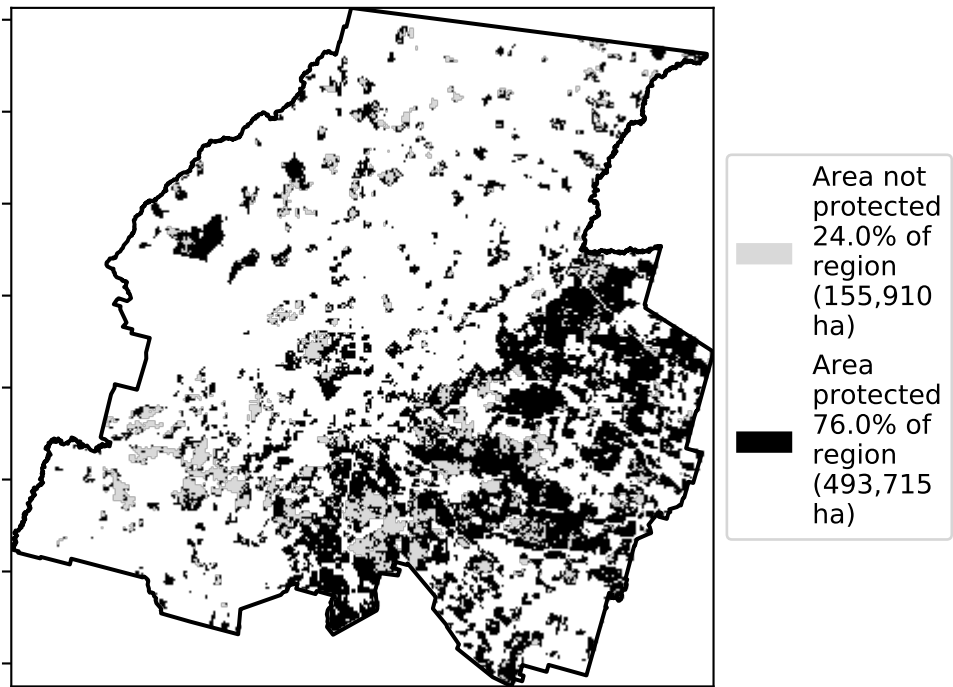 Area not
protected
24.0% of
region
(155,910
ha)
Area
protected
76.0% of
region
(493,715
ha)